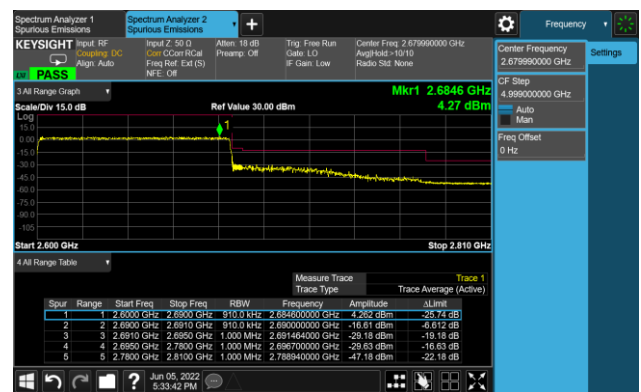 Spectrum Analyzer 1
Spurious Emissions
Spectrum Analyzer 2
Spurious Emissions
Frequency
KEYSIGHT
Input: RF
Coupling: DC
Align: Auto
Input Z: 50 Ω
Corr CCorr RCal
Freq Ref: Ext (S)
NFE: Off
Atten: 18 dB
Preamp: Off
Trig: Free Run
Gate: LO
IF Gain: Low
Center Freq: 2.679990000 GHz
Avg|Hold:>10/10
Radio Std: None
PASS
Center Frequency
2.679990000 GHz
Settings
CF Step
4.999000000 GHz
Auto
Man
Freq Offset
0 Hz
3 All Range Graph
Mkr1 2.6846 GHz
Scale/Div 15.0 dB
Ref Value 30.00 dBm
4.27 dBm
Log
15.0
0.00
-15.0
-30.0
-45.0
-60.0
-75.0
-90.0
-105
1
Start 2.600 GHz
Stop 2.810 GHz
4 All Range Table
Measure Trace Trace 1
Trace Type Trace Average (Active)
Spur Range Start Freq Stop Freq RBW Frequency Amplitude ΔLimit
1 1 2.6000 GHz 2.6900 GHz 910.0 kHz 2.684600000 GHz 4.262 dBm -25.74 dB
2 2 2.6900 GHz 2.6910 GHz 910.0 kHz 2.690000000 GHz -16.61 dBm -6.612 dB
3 3 2.6910 GHz 2.6950 GHz 1.000 MHz 2.691464000 GHz -29.18 dBm -19.18 dB
4 4 2.6950 GHz 2.7800 GHz 1.000 MHz 2.696700000 GHz -29.63 dBm -16.63 dB
5 5 2.7800 GHz 2.8100 GHz 1.000 MHz 2.788940000 GHz -47.18 dBm -22.18 dB
Jun 05, 2022
5:33:42 PM